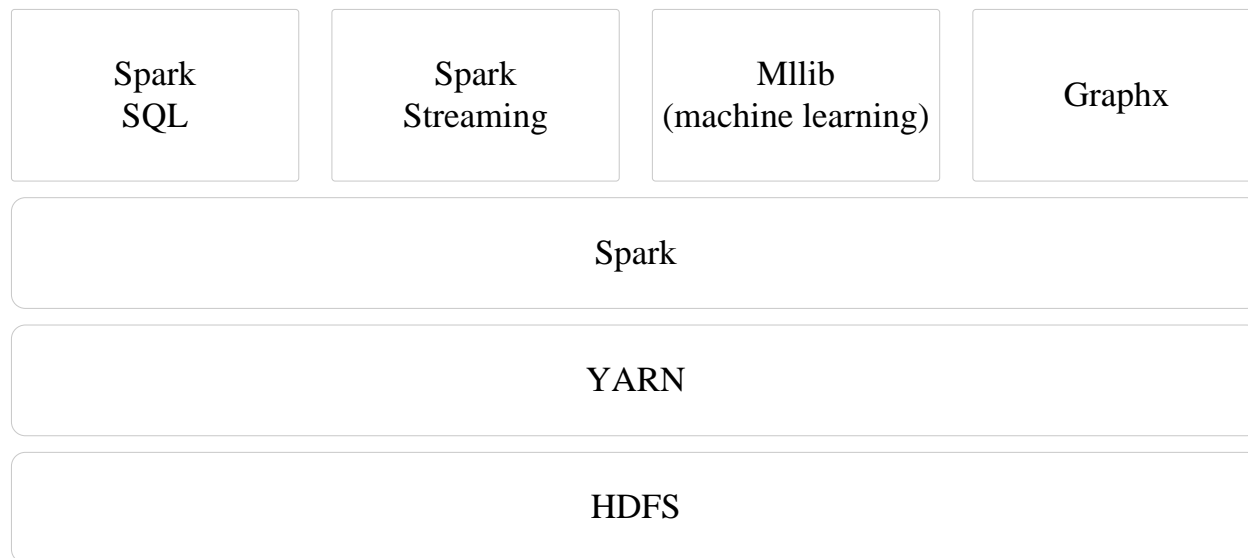 Spark
SQL
Spark
Streaming
Mllib
(machine learning)
Graphx
Spark
YARN
HDFS